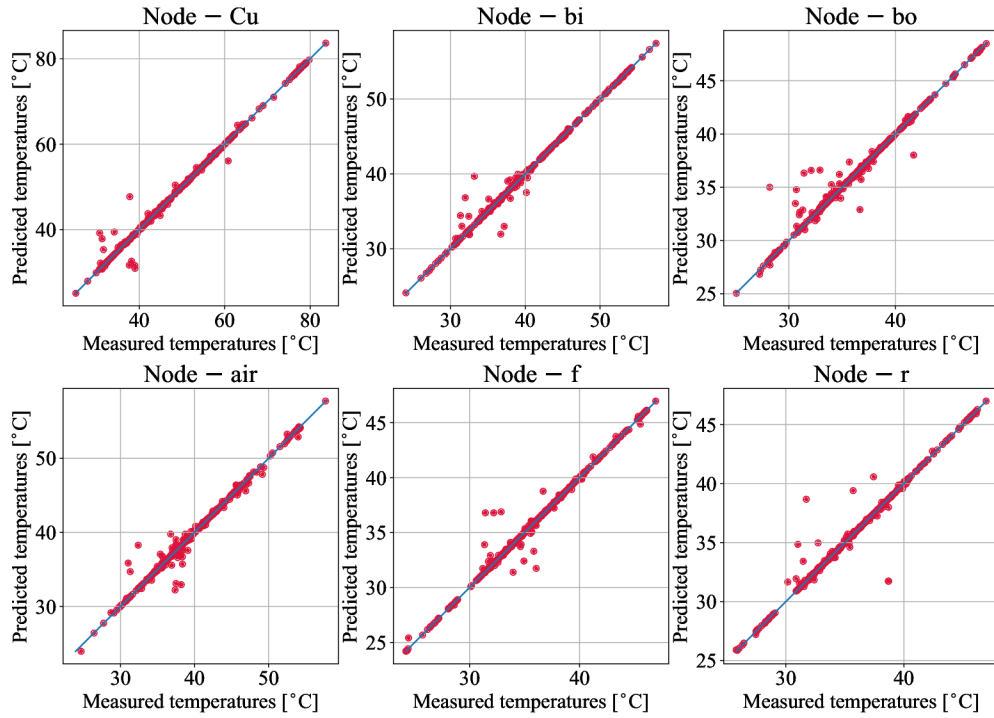 Node − Cu
Node − bi
Node − bo
Predicted temperatures [°C]
80
60
40
40
60
80
Measured temperatures [°C]
Predicted temperatures [°C]
50
40
30
30
40
50
Measured temperatures [°C]
Predicted temperatures [°C]
45
40
35
30
25
30
40
Measured temperatures [°C]
Node − air
Node − f
Node − r
Predicted temperatures [°C]
50
40
30
30
40
50
Measured temperatures [°C]
Predicted temperatures [°C]
45
40
35
30
25
30
40
Measured temperatures [°C]
Predicted temperatures [°C]
45
40
35
30
25
30
40
Measured temperatures [°C]